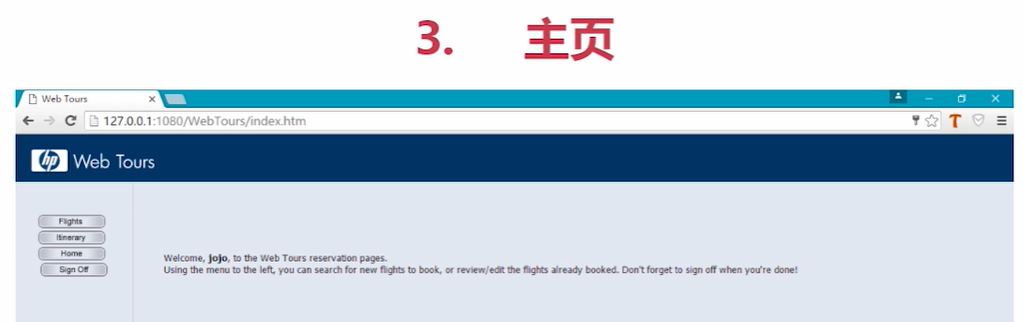 3. 主页
Web Tours
127.0.0.1:1080/WebTours/index.htm
T
hp Web Tours
Flights
Itinerary
Home
Sign Off
Welcome, jojo, to the Web Tours reservation pages.
Using the menu to the left, you can search for new flights to book, or review/edit the flights already booked. Don't forget to sign off when you're done!